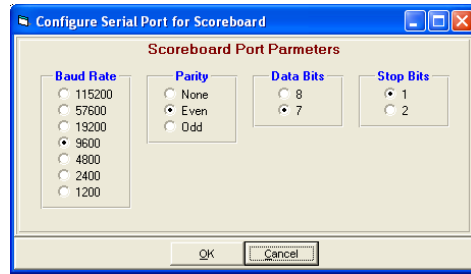 Configure Serial Port for Scoreboard
Scoreboard Port Parmeters
Baud Rate
115200
57600
19200
9600
4800
2400
1200
Parity
None
Even
Odd
Data Bits
8
7
Stop Bits
1
2
OK
Cancel